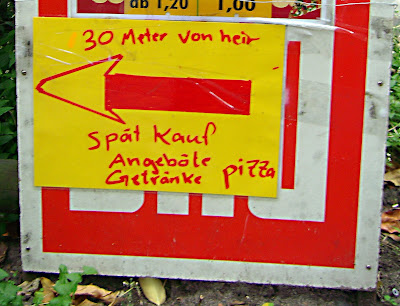 ab 1,20 1,00
30 Meter von heir
Spät Kauf
Angeböte
Getränke pizza